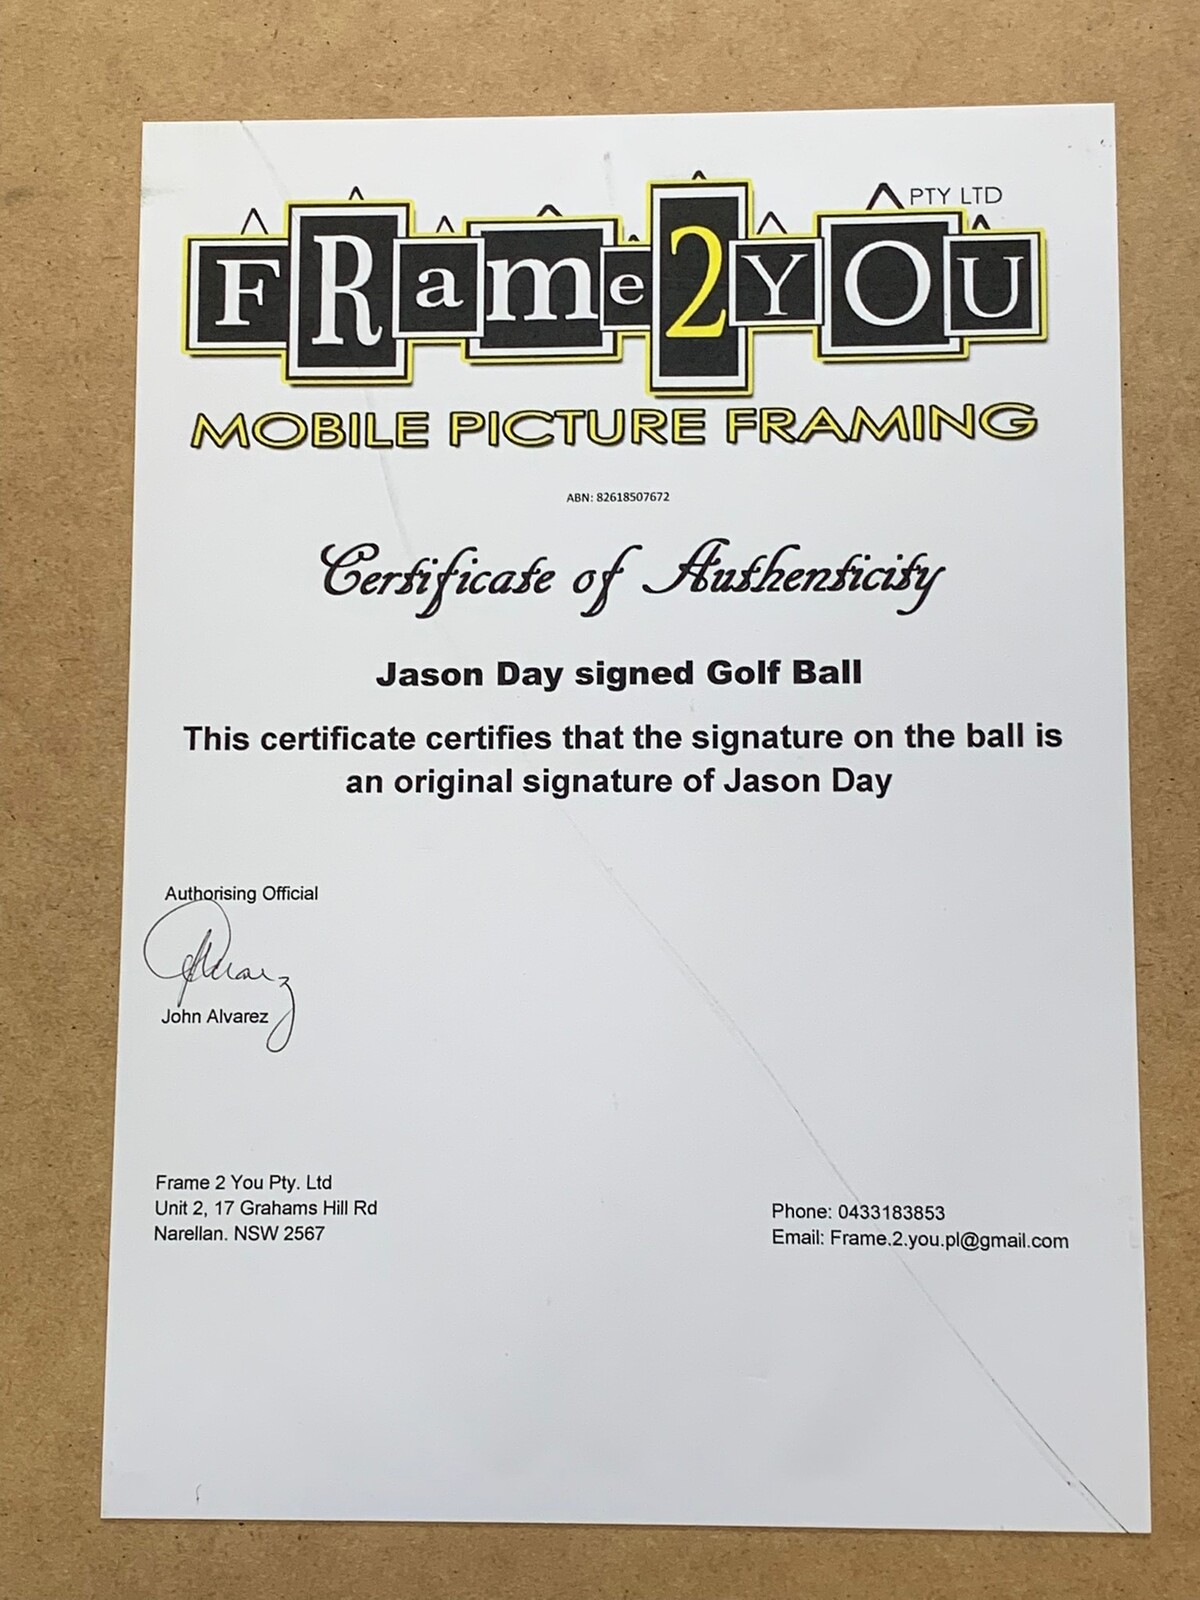 FRame2YOU PTY LTD
MOBILE PICTURE FRAMING
ABN: 82618507672
Certificate of Authenticity
Jason Day signed Golf Ball
This certificate certifies that the signature on the ball is
an original signature of Jason Day
Authorising Official
Alvarez
John Alvarez
Frame 2 You Pty. Ltd
Unit 2, 17 Grahams Hill Rd
Narellan. NSW 2567
Phone: 0433183853
Email: Frame.2.you.pl@gmail.com